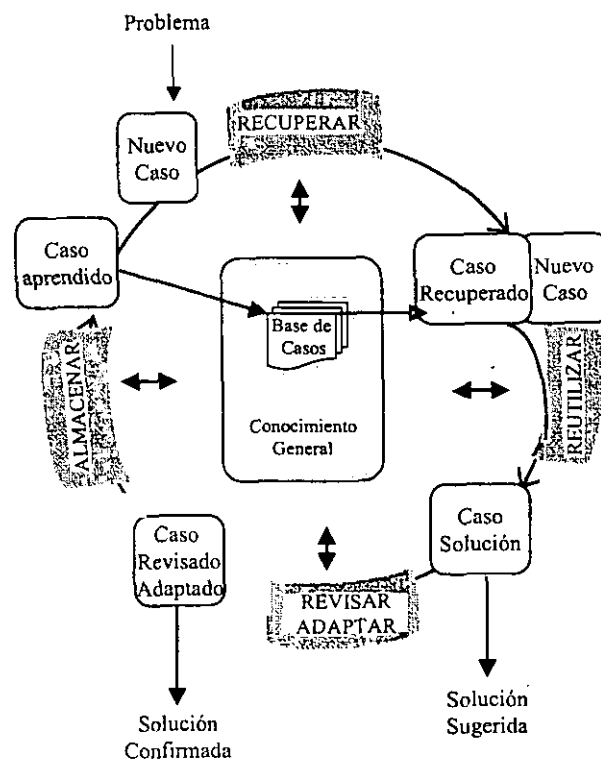 Problema
RECUPERAR
Nuevo
Caso
Caso
aprendido
Caso
Recuperado
Nuevo
Caso
Base de
Casos
Conocimiento
General
ALMACENAR
REUTILIZAR
Caso
Solución
Caso
Revisado
Adaptado
REVISAR
ADAPTAR
Solución
Confirmada
Solución
Sugerida